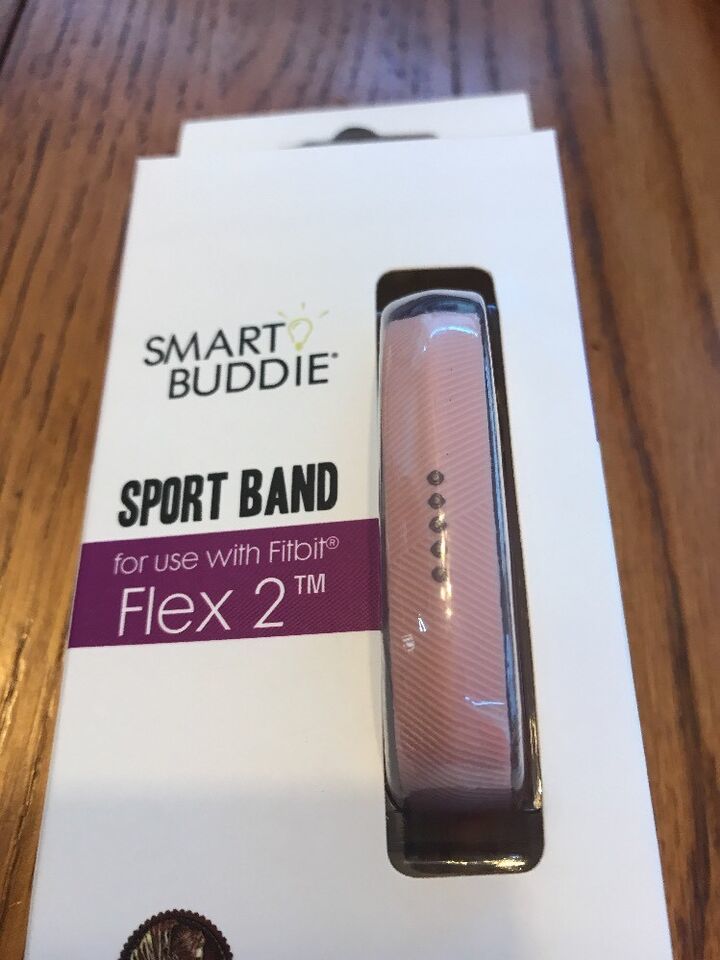 SMART
BUDDIE
SPORT BAND
for use with Fitbit®
Flex 2™